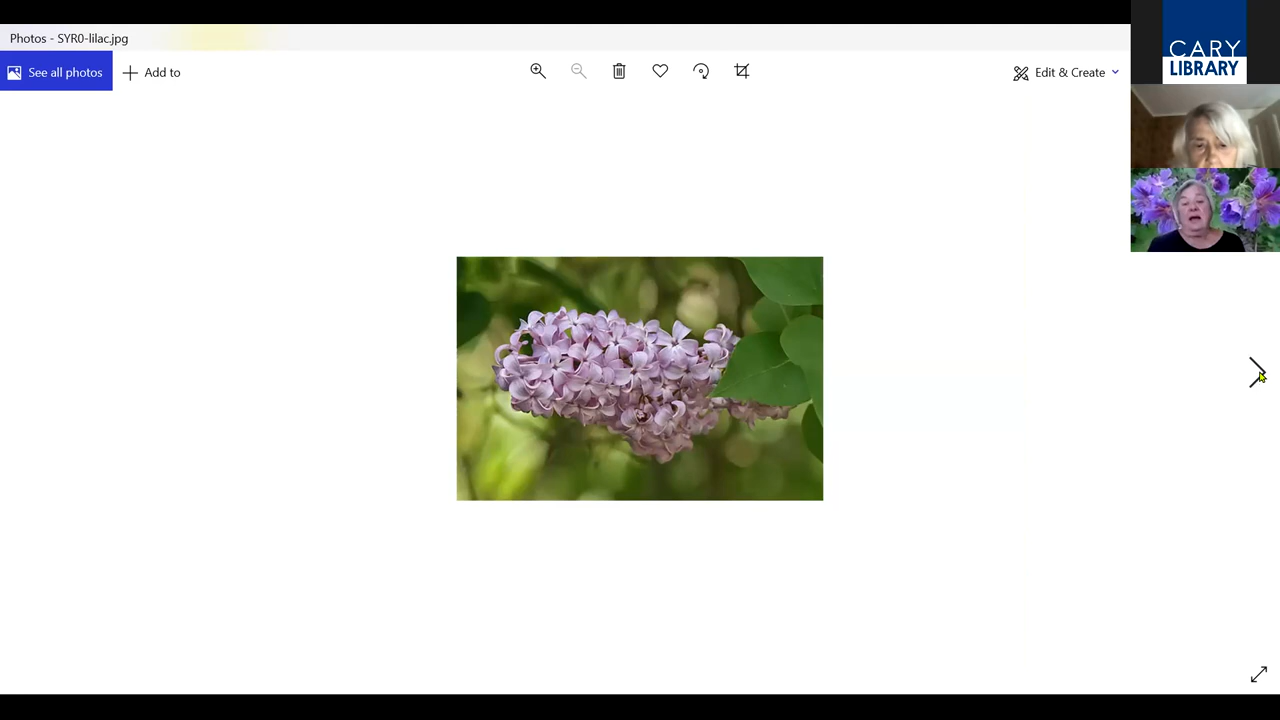 Photos - SYR0-lilac.jpg
See all photos
Add to
Edit & Create
CARY
LIBRARY